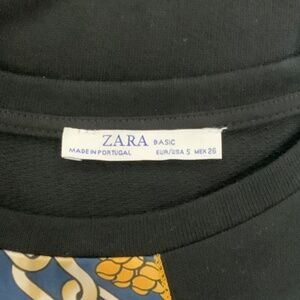 ZARA BASIC
MADE IN PORTUGAL EUR/USA S MEX 26